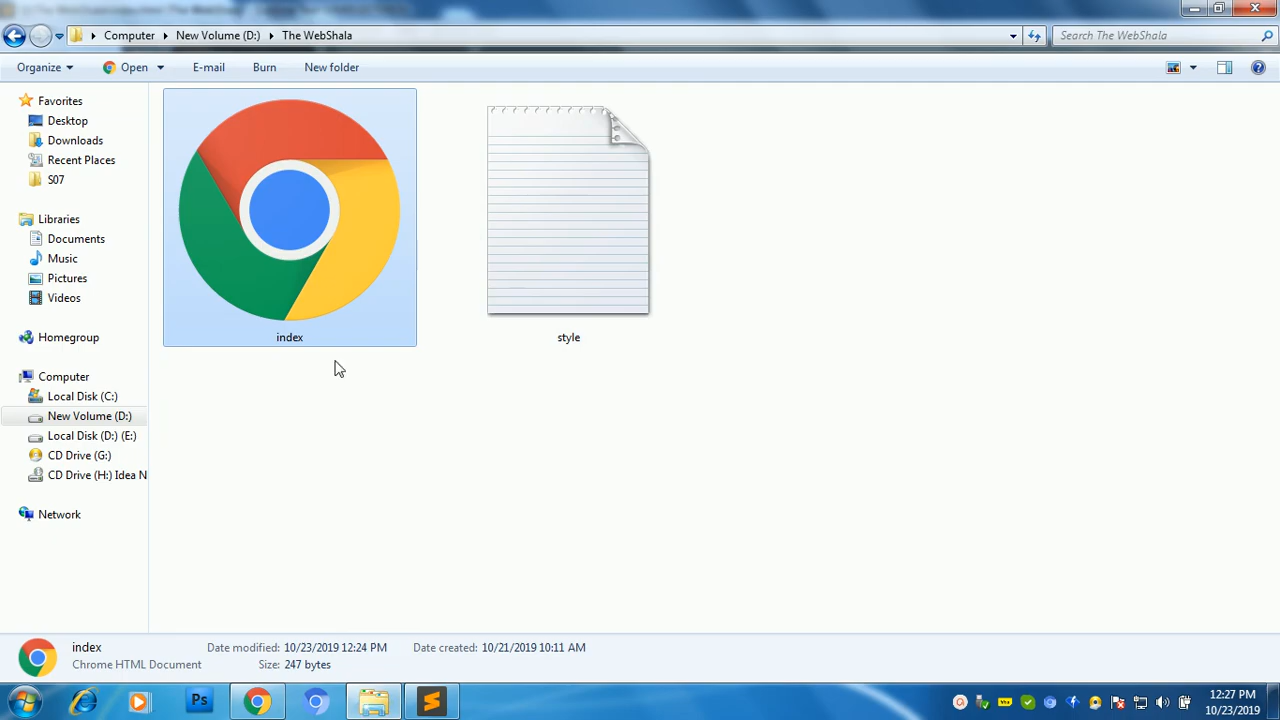 Computer New Volume (D:) The WebShala
Search The WebShala
Organize Open E-mail Burn New folder
Favorites
Desktop
Downloads
Recent Places
S07
Libraries
Documents
Music
Pictures
Videos
Homegroup
Computer
Local Disk (C:)
New Volume (D:)
Local Disk (D:) (E:)
CD Drive (G:)
CD Drive (H:) Idea N
Network
index
style
index
Chrome HTML Document
Date modified: 10/23/2019 12:24 PM
Size: 247 bytes
Date created: 10/21/2019 10:11 AM
Ps
12:27 PM
10/23/2019